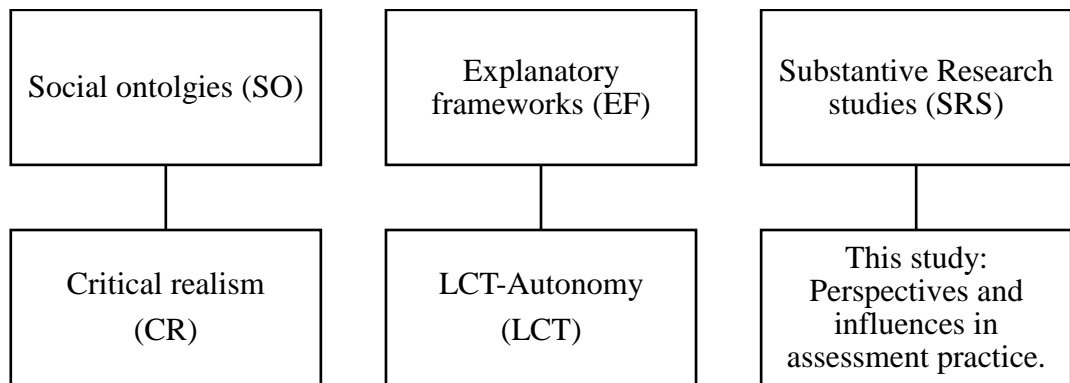 Social ontolgies (SO)
Explanatory
frameworks (EF)
Substantive Research
studies (SRS)
Critical realism
(CR)
LCT-Autonomy
(LCT)
This study:
Perspectives and
influences in
assessment practice.